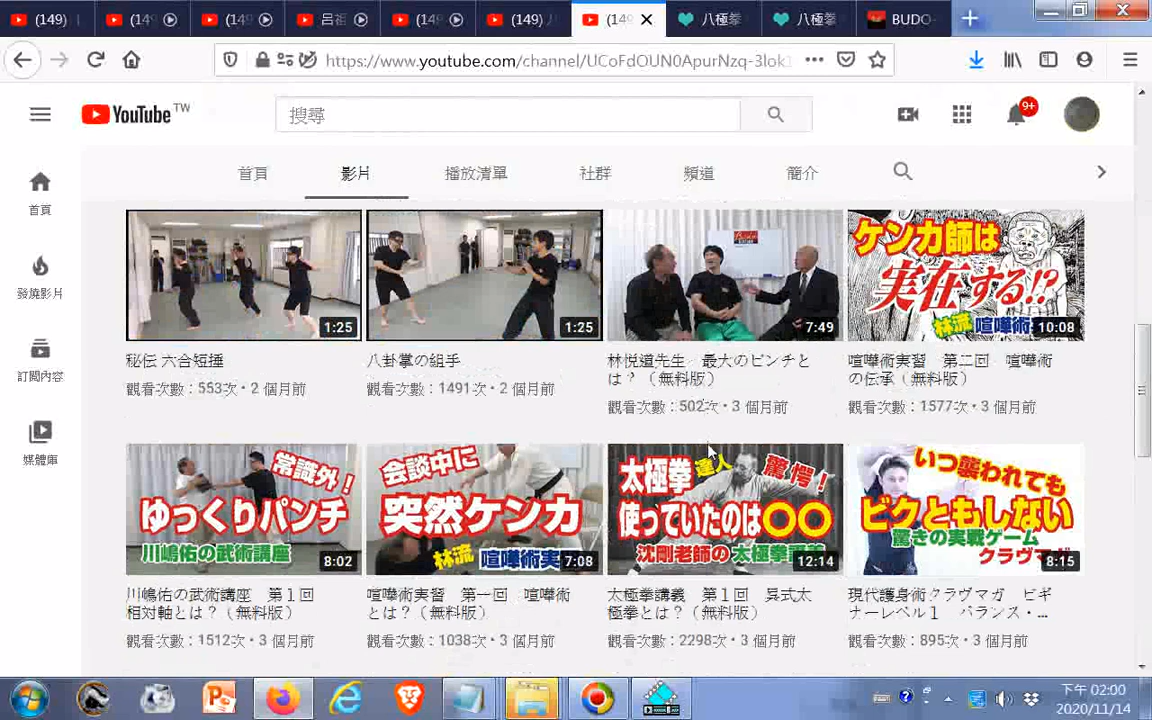 (149)
(149
(149
呂祖
(149
(149)
(149
八極拳
八極拳
BUDO
https://www.youtube.com/channel/UCoFdOUN0ApurNzq-3lok1
YouTube TW
搜尋
9+
首頁
影片
播放清單
社群
頻道
簡介
首頁
發燒影片
訂閱內容
媒體庫
1:25
秘伝 六合短捶
觀看次數：553次 • 2 個月前
1:25
八卦掌の組手
觀看次數：1491次 • 2 個月前
7:49
林悦道先生 最大のピンチと
は？（無料版）
觀看次數：502次 • 3 個月前
ケンカ師は
実在する!?
林流 喧嘩術
10:08
喧嘩術実習 第二回 喧嘩術
の伝承（無料版）
觀看次數：1577次 • 3 個月前
常識外！
ゆっくりパンチ
川嶋佑の武術講座
8:02
川嶋佑の武術講座 第１回
相対軸とは？（無料版）
觀看次數：1512次 • 3 個月前
会談中に
突然ケンカ
林流 喧嘩術実
7:08
喧嘩術実習 第一回 喧嘩術
とは？（無料版）
觀看次數：1038次 • 3 個月前
太極拳達人 驚愕！
使っていたのは〇〇
沈剛老師の太極拳講義
12:14
太極拳講義 第１回 呉式太
極拳とは？（無料版）
觀看次數：2298次 • 3 個月前
いつ襲われても
ビクともしない
驚きの実戦ゲーム
クラヴマガ
8:15
現代護身術クラヴマガ ビギ
ナーレベル１ バランス・...
觀看次數：895次 • 3 個月前
下午 02:00
2020/11/14